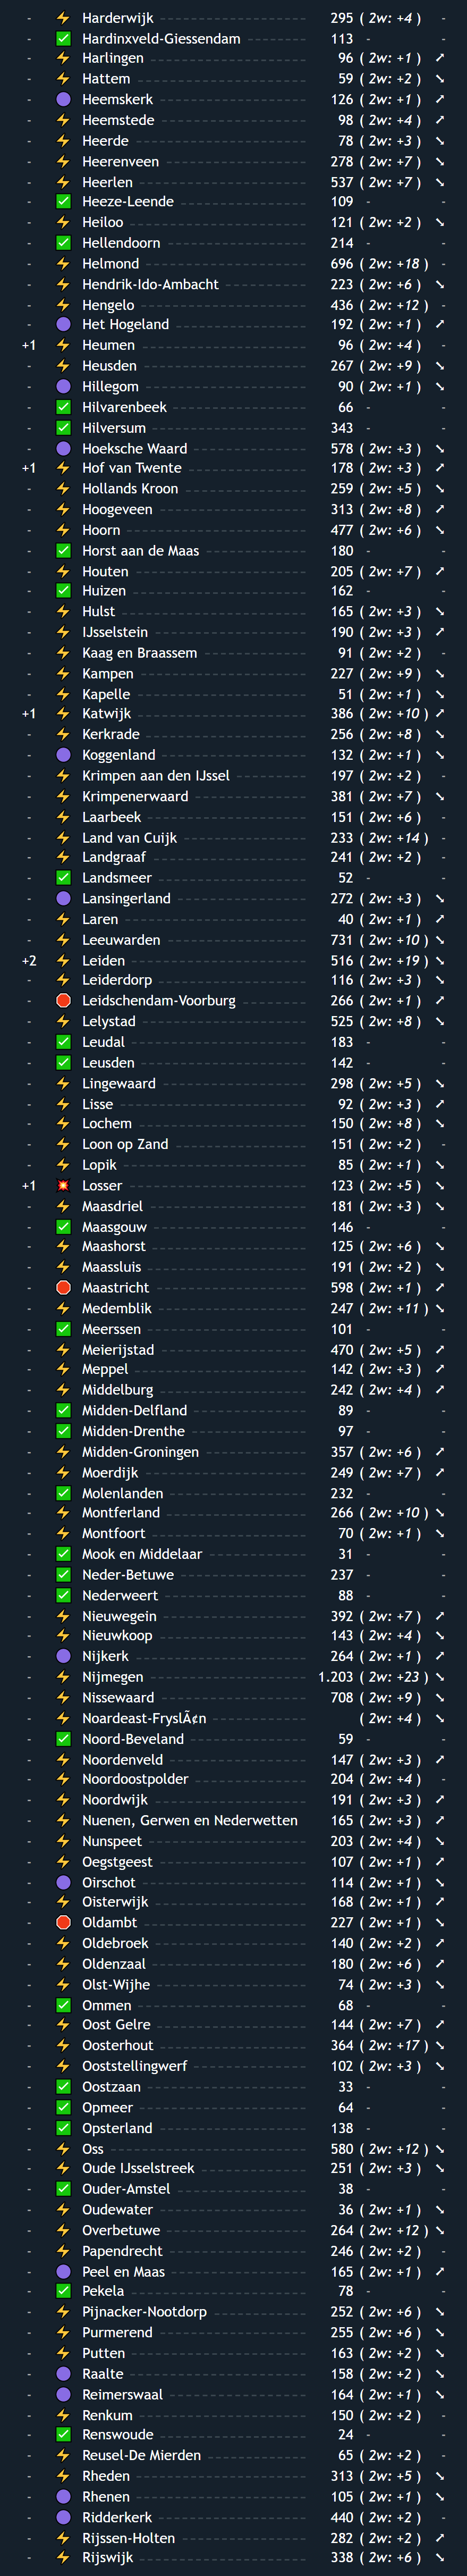 - ⚡ Harderwijk 295 ( 2w: +4 ) -
- ✅ Hardinxveld-Giessendam 113 - -
- ⚡ Harlingen 96 ( 2w: +1 ) ↗
- ⚡ Hattem 59 ( 2w: +2 ) ↘
- 🟣 Heemskerk 126 ( 2w: +1 ) ↗
- ⚡ Heemstede 98 ( 2w: +4 ) ↗
- ⚡ Heerde 78 ( 2w: +3 ) ↘
- ⚡ Heerenveen 278 ( 2w: +7 ) ↘
- ⚡ Heerlen 537 ( 2w: +7 ) ↘
- ✅ Heeze-Leende 109 - -
- ⚡ Heiloo 121 ( 2w: +2 ) ↘
- ✅ Hellendoorn 214 - -
- ⚡ Helmond 696 ( 2w: +18 ) -
- ⚡ Hendrik-Ido-Ambacht 223 ( 2w: +6 ) ↘
- ⚡ Hengelo 436 ( 2w: +12 ) -
- 🟣 Het Hogeland 192 ( 2w: +1 ) ↗
+1 ⚡ Heumen 96 ( 2w: +4 ) -
- ⚡ Heusden 267 ( 2w: +9 ) ↘
- 🟣 Hillegom 90 ( 2w: +1 ) ↘
- ✅ Hilvarenbeek 66 - -
- ✅ Hilversum 343 - -
- 🟣 Hoeksche Waard 578 ( 2w: +3 ) ↘
+1 ⚡ Hof van Twente 178 ( 2w: +3 ) ↗
- ⚡ Hollands Kroon 259 ( 2w: +5 ) ↘
- ⚡ Hoogeveen 313 ( 2w: +8 ) ↗
- ⚡ Hoorn 477 ( 2w: +6 ) ↘
- ✅ Horst aan de Maas 180 - -
- ⚡ Houten 205 ( 2w: +7 ) ↗
- ✅ Huizen 162 - -
- ⚡ Hulst 165 ( 2w: +3 ) ↘
- ⚡ IJsselstein 190 ( 2w: +3 ) ↗
- ⚡ Kaag en Braassem 91 ( 2w: +2 ) -
- ⚡ Kampen 227 ( 2w: +9 ) ↘
- ⚡ Kapelle 51 ( 2w: +1 ) ↘
+1 ⚡ Katwijk 386 ( 2w: +10 ) ↗
- ⚡ Kerkrade 256 ( 2w: +8 ) ↘
- 🟣 Koggenland 132 ( 2w: +1 ) ↘
- ⚡ Krimpen aan den IJssel 197 ( 2w: +2 ) -
- ⚡ Krimpenerwaard 381 ( 2w: +7 ) ↘
- ⚡ Laarbeek 151 ( 2w: +6 ) -
- ⚡ Land van Cuijk 233 ( 2w: +14 ) -
- ⚡ Landgraaf 241 ( 2w: +2 ) -
- ✅ Landsmeer 52 - -
- 🟣 Lansingerland 272 ( 2w: +3 ) ↘
- ⚡ Laren 40 ( 2w: +1 ) ↗
- ⚡ Leeuwarden 731 ( 2w: +10 ) ↘
+2 ⚡ Leiden 516 ( 2w: +19 ) ↘
- ⚡ Leiderdorp 116 ( 2w: +3 ) ↘
- 🛑 Leidschendam-Voorburg 266 ( 2w: +1 ) ↗
- ⚡ Lelystad 525 ( 2w: +8 ) ↘
- ✅ Leudal 183 - -
- ✅ Leusden 142 - -
- ⚡ Lingewaard 298 ( 2w: +5 ) ↘
- ⚡ Lisse 92 ( 2w: +3 ) ↗
- ⚡ Lochem 150 ( 2w: +8 ) ↘
- ⚡ Loon op Zand 151 ( 2w: +2 ) -
- ⚡ Lopik 85 ( 2w: +1 ) ↘
+1 💥 Losser 123 ( 2w: +5 ) ↘
- ⚡ Maasdriel 181 ( 2w: +3 ) ↘
- ✅ Maasgouw 146 - -
- ⚡ Maashorst 125 ( 2w: +6 ) ↘
- ⚡ Maassluis 191 ( 2w: +2 ) ↘
- 🛑 Maastricht 598 ( 2w: +1 ) ↗
- ⚡ Medemblik 247 ( 2w: +11 ) ↘
- ✅ Meerssen 101 - -
- ⚡ Meierijstad 470 ( 2w: +5 ) ↗
- ⚡ Meppel 142 ( 2w: +3 ) ↗
- ⚡ Middelburg 242 ( 2w: +4 ) ↗
- ✅ Midden-Delfland 89 - -
- ✅ Midden-Drenthe 97 - -
- ⚡ Midden-Groningen 357 ( 2w: +6 ) ↗
- ⚡ Moerdijk 249 ( 2w: +7 ) ↗
- ✅ Molenlanden 232 - -
- ⚡ Montferland 266 ( 2w: +10 ) ↘
- ⚡ Montfoort 70 ( 2w: +1 ) ↘
- ✅ Mook en Middelaar 31 - -
- ✅ Neder-Betuwe 237 - -
- ✅ Nederweert 88 - -
- ⚡ Nieuwegein 392 ( 2w: +7 ) ↗
- ⚡ Nieuwkoop 143 ( 2w: +4 ) ↘
- 🟣 Nijkerk 264 ( 2w: +1 ) ↗
- ⚡ Nijmegen 1.203 ( 2w: +23 ) ↘
- ⚡ Nissewaard 708 ( 2w: +9 ) ↘
- ⚡ Noardeast-FryslÃ¢n ( 2w: +4 ) ↘
- ✅ Noord-Beveland 59 - -
- ⚡ Noordenveld 147 ( 2w: +3 ) ↗
- ⚡ Noordoostpolder 204 ( 2w: +4 ) -
- ⚡ Noordwijk 191 ( 2w: +3 ) ↗
- ⚡ Nuenen, Gerwen en Nederwetten 165 ( 2w: +3 ) ↗
- ⚡ Nunspeet 203 ( 2w: +4 ) ↘
- ⚡ Oegstgeest 107 ( 2w: +1 ) ↗
- 🟣 Oirschot 114 ( 2w: +1 ) ↘
- ⚡ Oisterwijk 168 ( 2w: +1 ) ↗
- 🛑 Oldambt 227 ( 2w: +1 ) ↘
- ⚡ Oldebroek 140 ( 2w: +2 ) ↗
- ⚡ Oldenzaal 180 ( 2w: +6 ) ↗
- ⚡ Olst-Wijhe 74 ( 2w: +3 ) ↘
- ✅ Ommen 68 - -
- ⚡ Oost Gelre 144 ( 2w: +7 ) ↗
- ⚡ Oosterhout 364 ( 2w: +17 ) ↘
- ⚡ Ooststellingwerf 102 ( 2w: +3 ) ↘
- ✅ Oostzaan 33 - -
- ✅ Opmeer 64 - -
- ✅ Opsterland 138 - -
- ⚡ Oss 580 ( 2w: +12 ) ↘
- ⚡ Oude IJsselstreek 251 ( 2w: +3 ) ↘
- ✅ Ouder-Amstel 38 - -
- ⚡ Oudewater 36 ( 2w: +1 ) ↘
- ⚡ Overbetuwe 264 ( 2w: +12 ) ↘
- ⚡ Papendrecht 246 ( 2w: +2 ) -
- 🟣 Peel en Maas 165 ( 2w: +1 ) ↗
- ✅ Pekela 78 - -
- ⚡ Pijnacker-Nootdorp 252 ( 2w: +6 ) ↘
- ⚡ Purmerend 255 ( 2w: +6 ) ↘
- ⚡ Putten 163 ( 2w: +2 ) ↘
- 🟣 Raalte 158 ( 2w: +2 ) ↘
- 🟣 Reimerswaal 164 ( 2w: +1 ) ↘
- ⚡ Renkum 150 ( 2w: +2 ) -
- ✅ Renswoude 24 - -
- ⚡ Reusel-De Mierden 65 ( 2w: +2 ) -
- ⚡ Rheden 313 ( 2w: +5 ) ↘
- 🟣 Rhenen 105 ( 2w: +1 ) ↘
- 🟣 Ridderkerk 440 ( 2w: +2 ) -
- ⚡ Rijssen-Holten 282 ( 2w: +2 ) ↗
- ⚡ Rijswijk 338 ( 2w: +6 ) ↘